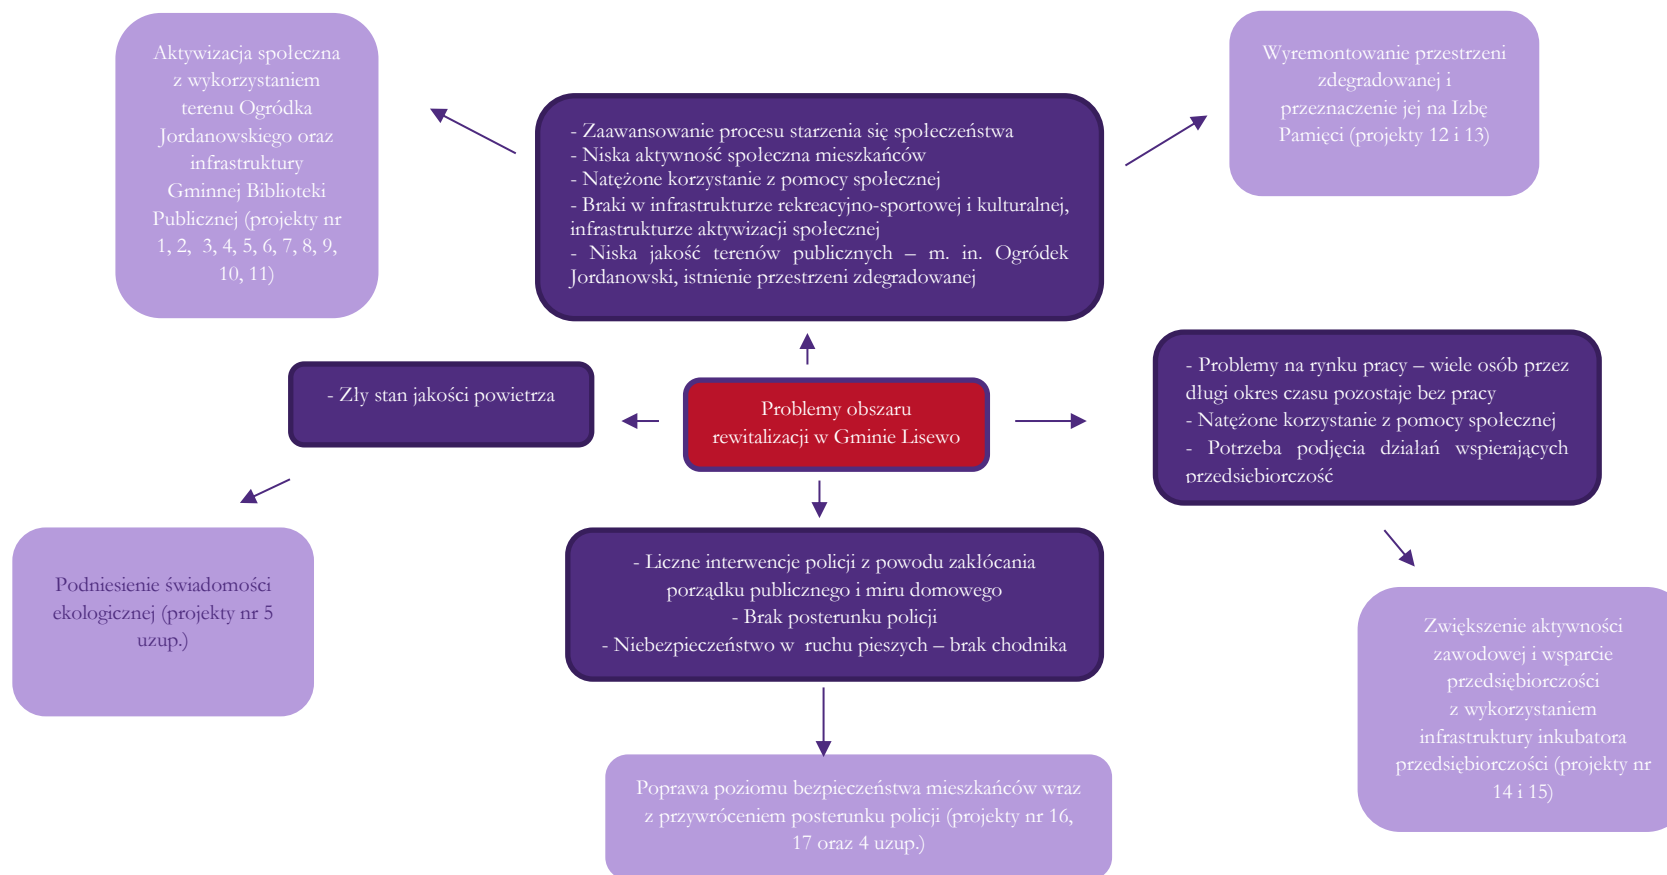 Aktywizacja społeczna
z wykorzystaniem
terenu Ogródka
Jordanowskiego oraz
infrastruktury
Gminnej Biblioteki
Publicznej (projekty nr
1, 2, 3, 4, 5, 6, 7, 8, 9,
10, 11)
- Zaawansowanie procesu starzenia się społeczeństwa
- Niska aktywność społeczna mieszkańców
- Natężone korzystanie z pomocy społecznej
- Braki w infrastrukturze rekreacyjno-sportowej i kulturalnej,
infrastrukturze aktywizacji społecznej
- Niska jakość terenów publicznych – m. in. Ogródek
Jordanowski, istnienie przestrzeni zdegradowanej
Wyremontowanie przestrzeni
zdegradowanej i
przeznaczenie jej na Izbę
Pamięci (projekty 12 i 13)
- Zły stan jakości powietrza
Problemy obszaru
rewitalizacji w Gminie Lisewo
- Problemy na rynku pracy – wiele osób przez
długi okres czasu pozostaje bez pracy
- Natężone korzystanie z pomocy społecznej
- Potrzeba podjęcia działań wspierających
przedsiebiorczość
Podniesienie świadomości
ekologicznej (projekty nr 5
uzup.)
- Liczne interwencje policji z powodu zakłócania
porządku publicznego i miru domowego
- Brak posterunku policji
- Niebezpieczeństwo w ruchu pieszych – brak chodnika
Zwiększenie aktywności
zawodowej i wsparcie
przedsiębiorczości
z wykorzystaniem
infrastruktury inkubatora
przedsiębiorczości (projekty nr
14 i 15)
Poprawa poziomu bezpieczeństwa mieszkańców wraz
z przywróceniem posterunku policji (projekty nr 16,
17 oraz 4 uzup.)